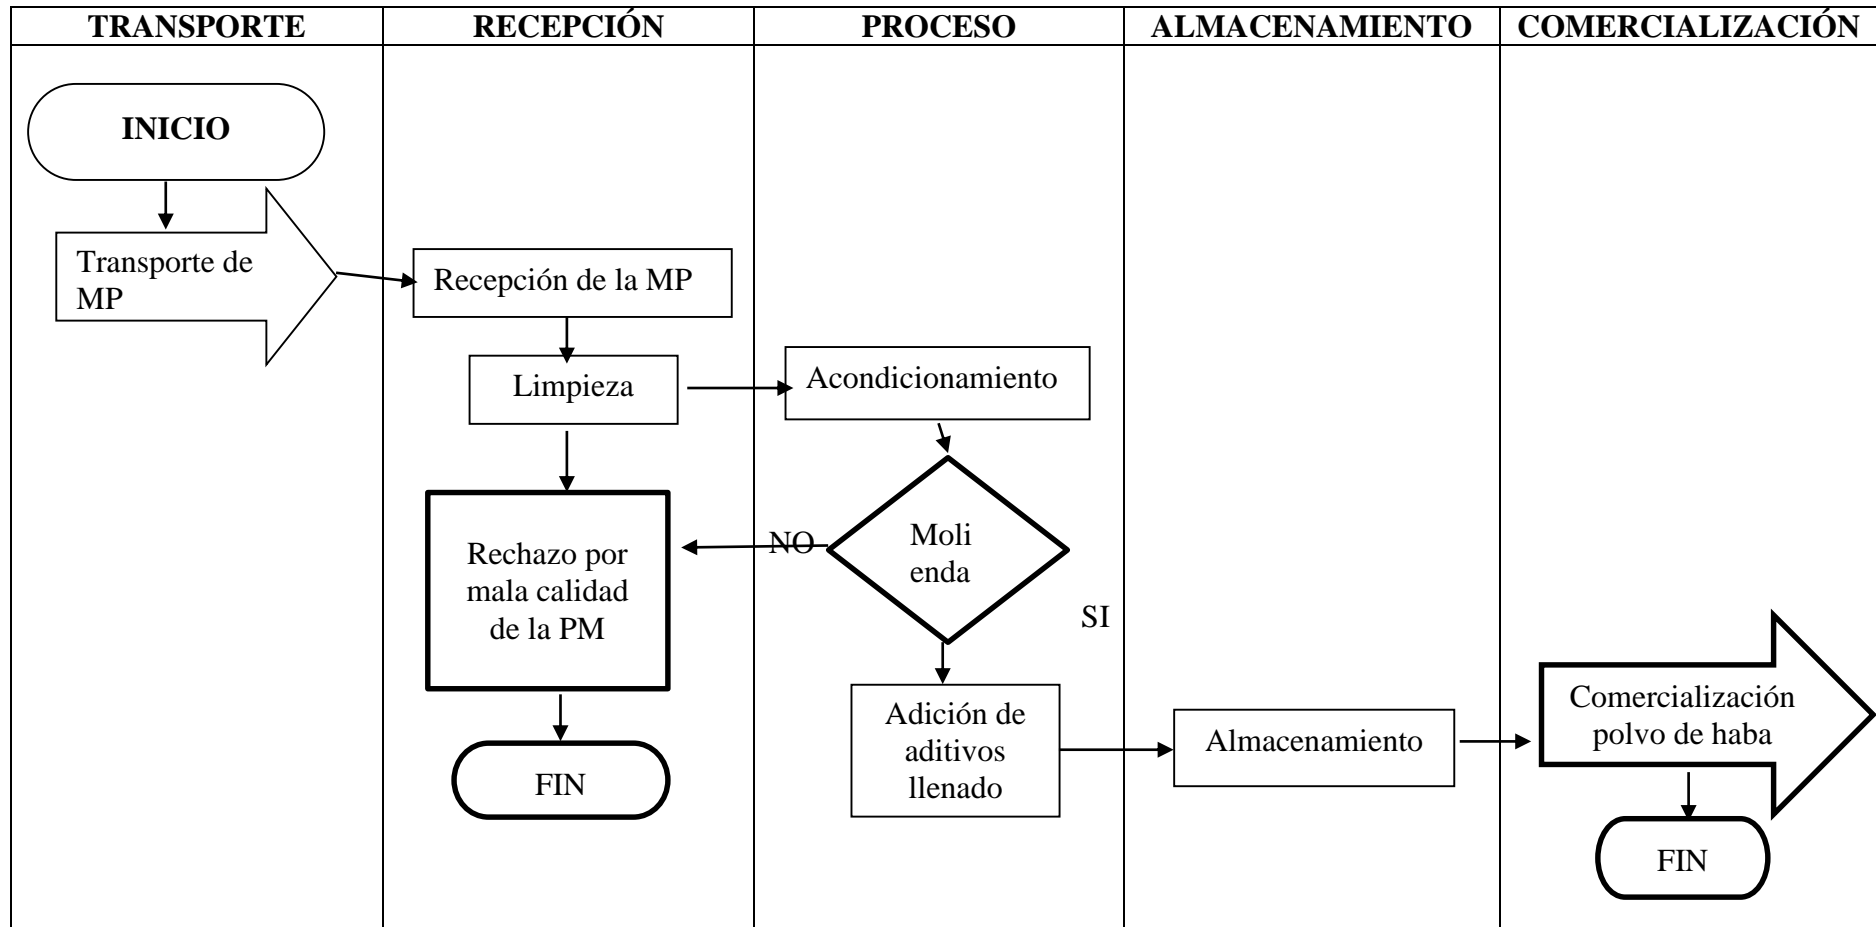 TRANSPORTE
RECEPCIÓN
PROCESO
ALMACENAMIENTO
COMERCIALIZACIÓN
INICIO
Transporte de
MP
Recepción de la MP
Limpieza
Acondicionamiento
Moli
enda
NO
SI
Rechazo por
mala calidad
de la PM
FIN
Adición de
aditivos
llenado
Almacenamiento
Comercialización
polvo de haba
FIN